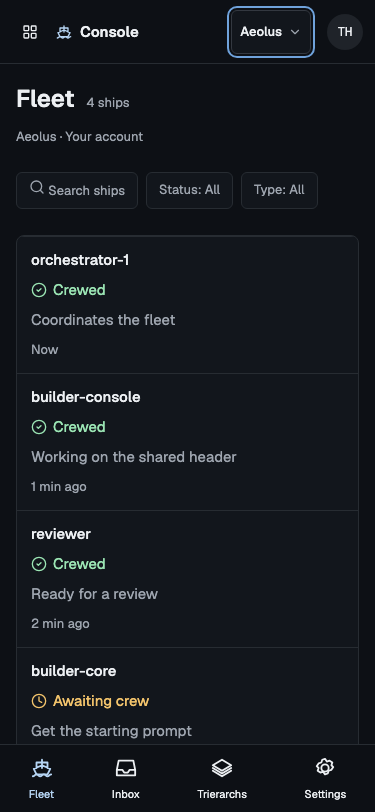 Console
Aeolus
TH
Fleet 4 ships
Aeolus · Your account
Search ships
Status: All
Type: All
orchestrator-1
Crewed
Coordinates the fleet
Now
builder-console
Crewed
Working on the shared header
1 min ago
reviewer
Crewed
Ready for a review
2 min ago
builder-core
Awaiting crew
Get the starting prompt
Fleet
Inbox
Trierarchs
Settings